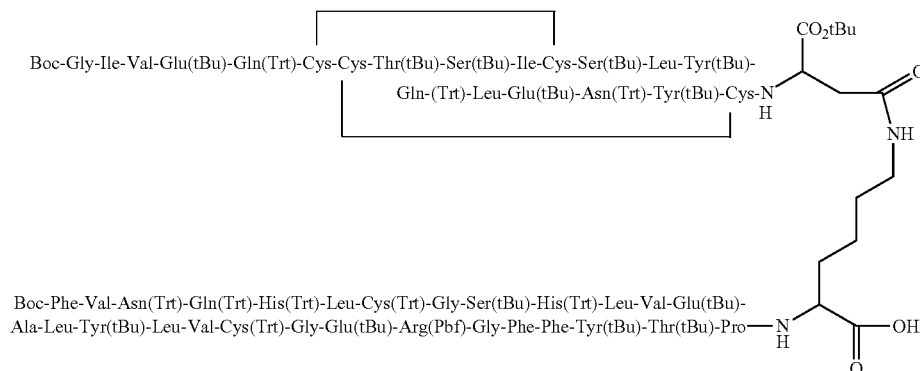 CO2tBu
Boc-Gly-Ile-Val-Glu(tBu)-Gln(Trt)-Cys-Cys-Thr(tBu)-Ser(tBu)-Ile-Cys-Ser(tBu)-Leu-Tyr(tBu)-
O
Gln-(Trt)-Leu-Glu(tBu)-Asn(Trt)-Tyr(tBu)-Cys-N
H
NH
Boc-Phe-Val-Asn(Trt)-Gln(Trt)-His(Trt)-Leu-Cys(Trt)-Gly-Ser(tBu)-His(Trt)-Leu-Val-Glu(tBu)-
Ala-Leu-Tyr(tBu)-Leu-Val-Cys(Trt)-Gly-Glu(tBu)-Arg(Pbf)-Gly-Phe-Phe-Tyr(tBu)-Thr(tBu)-Pro
N
H
OH
O